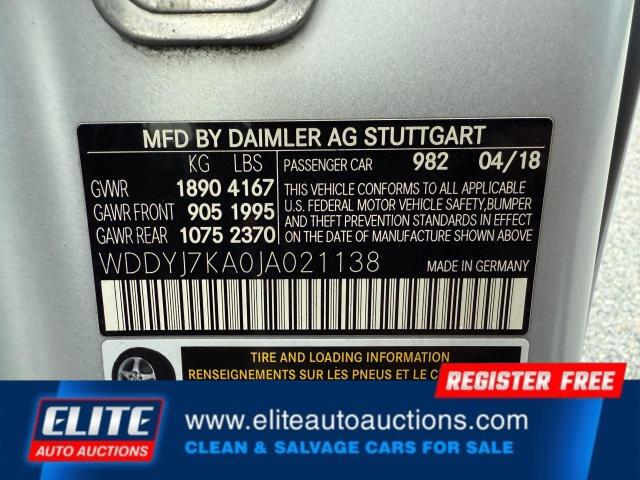 MFD BY DAIMLER AG STUTTGART
KG LBS
PASSENGER CAR 982 04/18
GVWR 1890 4167
GAWR FRONT 905 1995
GAWR REAR 1075 2370
THIS VEHICLE CONFORMS TO ALL APPLICABLE
U.S. FEDERAL MOTOR VEHICLE SAFETY,BUMPER
AND THEFT PREVENTION STANDARDS IN EFFECT
ON THE DATE OF MANUFACTURE SHOWN ABOVE.
WDDYJ7KA0JA021138
MADE IN GERMANY
TIRE AND LOADING INFORMATION
RENSEIGNEMENTS SUR LES PNEUS ET LE
REGISTER FREE
ELITE
AUTO AUCTIONS
www.eliteautoauctions.com
CLEAN & SALVAGE CARS FOR SALE